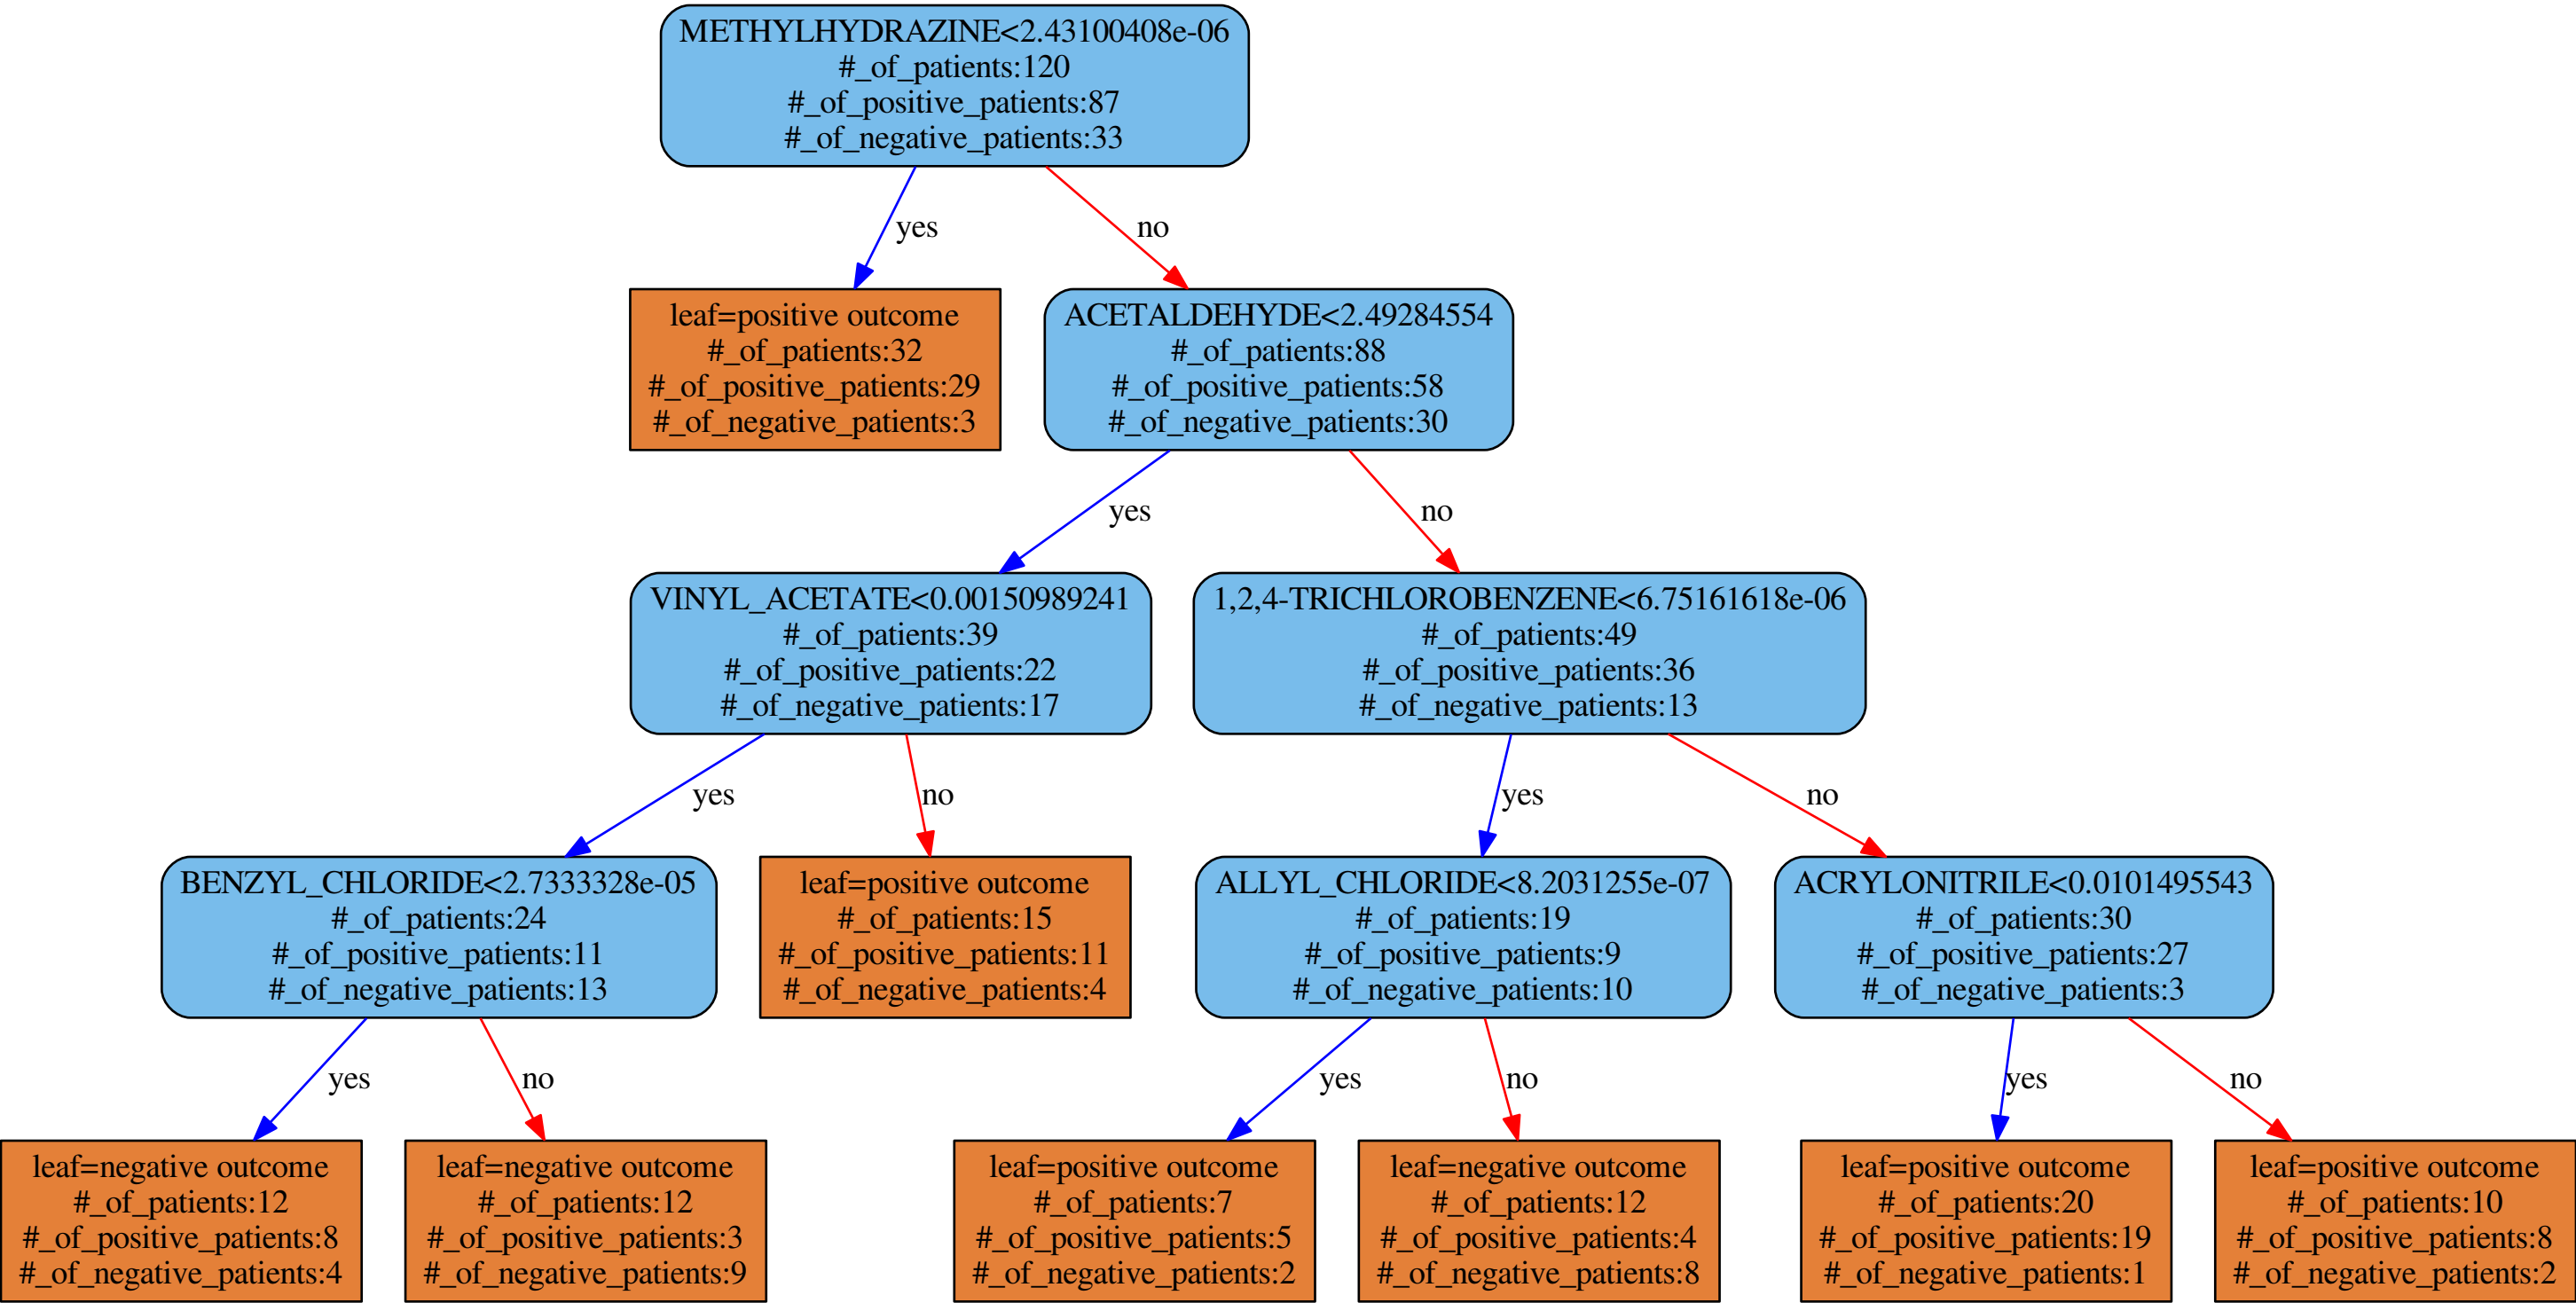 METHYLHYDRAZINE<2.43100408e-06
#_of_patients:120
#_of_positive_patients:87
#_of_negative_patients:33
yes
no
leaf=positive outcome
#_of_patients:32
#_of_positive_patients:29
#_of_negative_patients:3
ACETALDEHYDE<2.49284554
#_of_patients:88
#_of_positive_patients:58
#_of_negative_patients:30
yes
no
VINYL_ACETATE<0.00150989241
#_of_patients:39
#_of_positive_patients:22
#_of_negative_patients:17
1,2,4-TRICHLOROBENZENE<6.75161618e-06
#_of_patients:49
#_of_positive_patients:36
#_of_negative_patients:13
yes
no
yes
no
BENZYL_CHLORIDE<2.7333328e-05
#_of_patients:24
#_of_positive_patients:11
#_of_negative_patients:13
leaf=positive outcome
#_of_patients:15
#_of_positive_patients:11
#_of_negative_patients:4
ALLYL_CHLORIDE<8.2031255e-07
#_of_patients:19
#_of_positive_patients:9
#_of_negative_patients:10
ACRYLONITRILE<0.0101495543
#_of_patients:30
#_of_positive_patients:27
#_of_negative_patients:3
yes
no
yes
no
yes
no
leaf=negative outcome
#_of_patients:12
#_of_positive_patients:8
#_of_negative_patients:4
leaf=negative outcome
#_of_patients:12
#_of_positive_patients:3
#_of_negative_patients:9
leaf=positive outcome
#_of_patients:7
#_of_positive_patients:5
#_of_negative_patients:2
leaf=negative outcome
#_of_patients:12
#_of_positive_patients:4
#_of_negative_patients:8
leaf=positive outcome
#_of_patients:20
#_of_positive_patients:19
#_of_negative_patients:1
leaf=positive outcome
#_of_patients:10
#_of_positive_patients:8
#_of_negative_patients:2